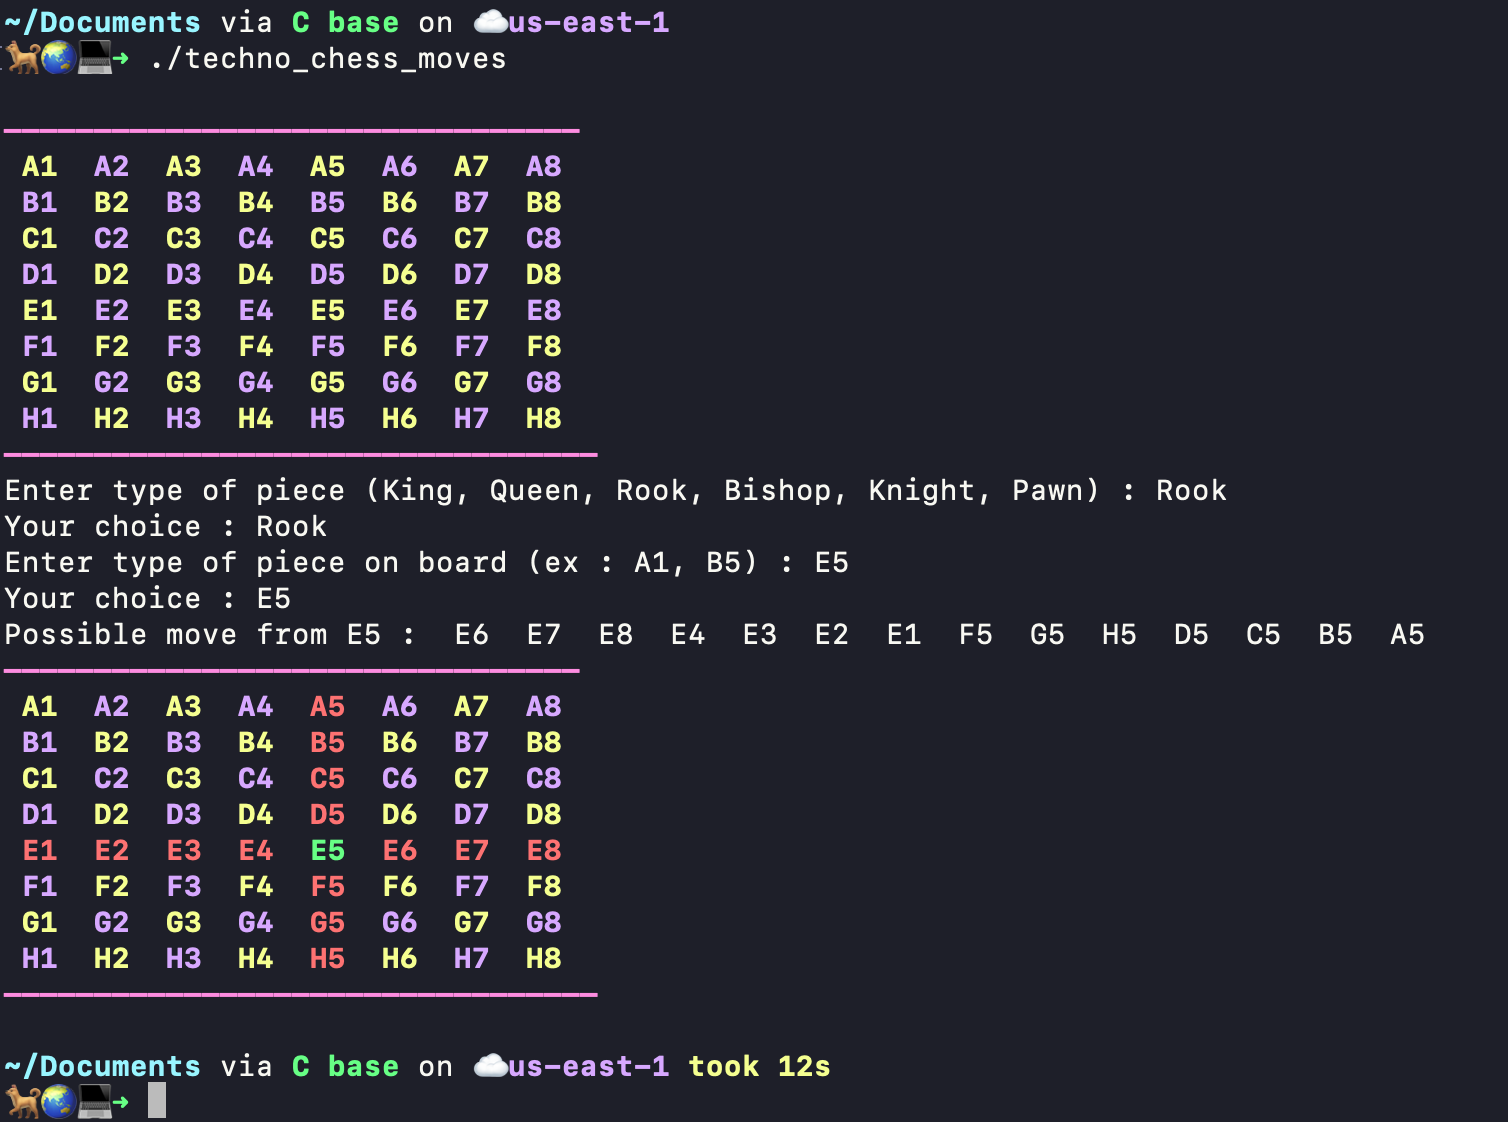 ~/Documents via C base on ☁️us-east-1
🐕🌏💻➜ ./techno_chess_moves
A1 A2 A3 A4 A5 A6 A7 A8
B1 B2 B3 B4 B5 B6 B7 B8
C1 C2 C3 C4 C5 C6 C7 C8
D1 D2 D3 D4 D5 D6 D7 D8
E1 E2 E3 E4 E5 E6 E7 E8
F1 F2 F3 F4 F5 F6 F7 F8
G1 G2 G3 G4 G5 G6 G7 G8
H1 H2 H3 H4 H5 H6 H7 H8
Enter type of piece (King, Queen, Rook, Bishop, Knight, Pawn) : Rook
Your choice : Rook
Enter type of piece on board (ex : A1, B5) : E5
Your choice : E5
Possible move from E5 : E6 E7 E8 E4 E3 E2 E1 F5 G5 H5 D5 C5 B5 A5
A1 A2 A3 A4 A5 A6 A7 A8
B1 B2 B3 B4 B5 B6 B7 B8
C1 C2 C3 C4 C5 C6 C7 C8
D1 D2 D3 D4 D5 D6 D7 D8
E1 E2 E3 E4 E5 E6 E7 E8
F1 F2 F3 F4 F5 F6 F7 F8
G1 G2 G3 G4 G5 G6 G7 G8
H1 H2 H3 H4 H5 H6 H7 H8
~/Documents via C base on ☁️us-east-1 took 12s
🐕🌏💻➜